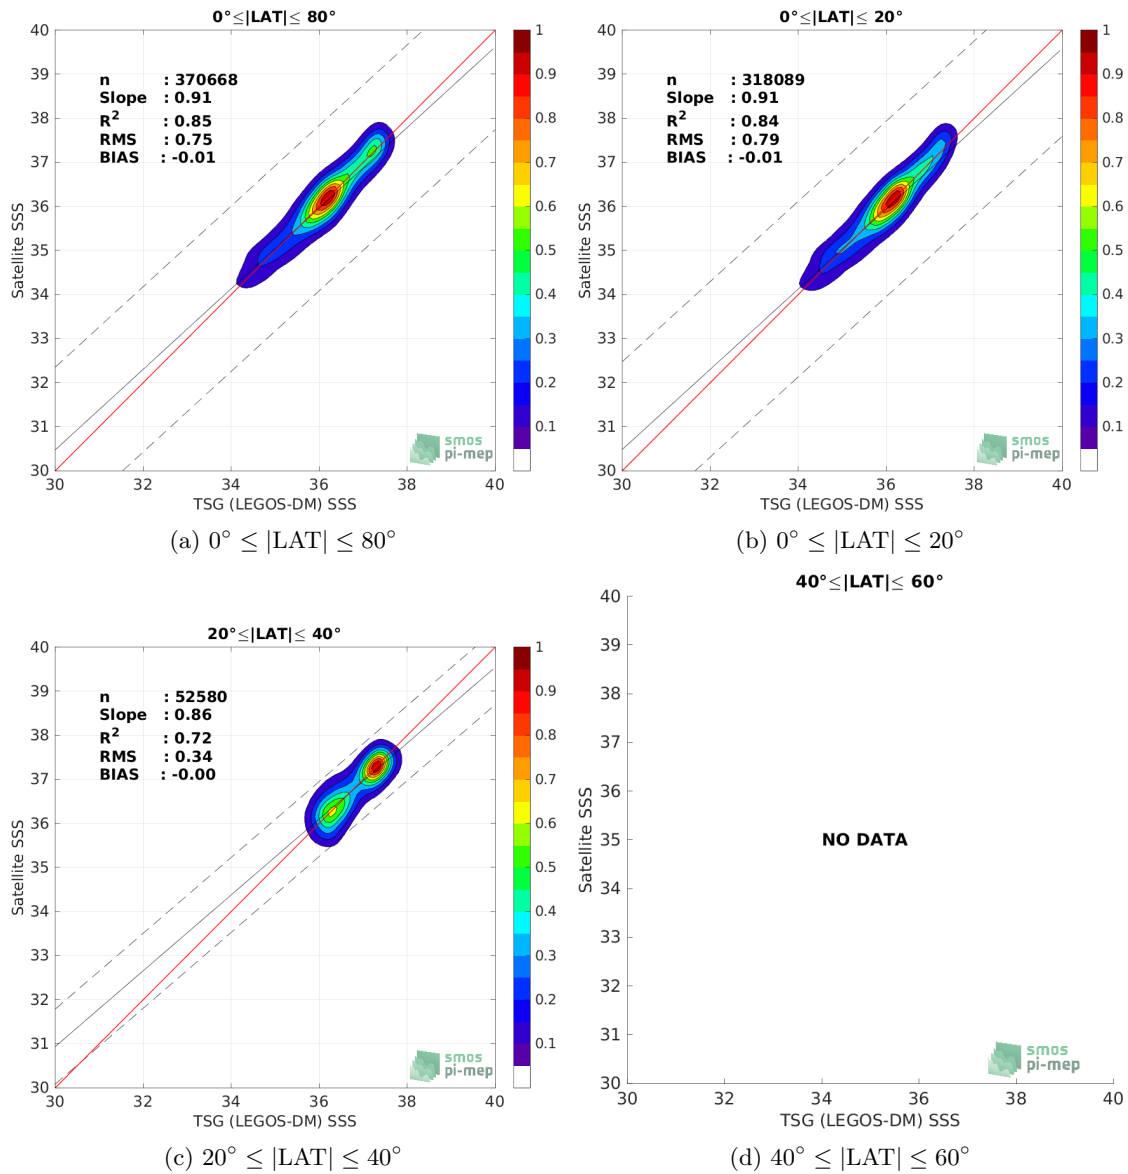 0°≤|LAT|≤ 80°
40
39
38
37
36
35
34
33
32
31
30
Satellite SSS
n : 370668
Slope : 0.91
R² : 0.85
RMS : 0.75
BIAS : -0.01
1
0.9
0.8
0.7
0.6
0.5
0.4
0.3
0.2
0.1
smos
pi-mep
30 32 34 36 38 40
TSG (LEGOS-DM) SSS
(a) 0° ≤ |LAT| ≤ 80°
0°≤|LAT|≤ 20°
40
39
38
37
36
35
34
33
32
31
30
Satellite SSS
n : 318089
Slope : 0.91
R² : 0.84
RMS : 0.79
BIAS : -0.01
1
0.9
0.8
0.7
0.6
0.5
0.4
0.3
0.2
0.1
smos
pi-mep
30 32 34 36 38 40
TSG (LEGOS-DM) SSS
(b) 0° ≤ |LAT| ≤ 20°
20°≤|LAT|≤ 40°
40
39
38
37
36
35
34
33
32
31
30
Satellite SSS
n : 52580
Slope : 0.86
R² : 0.72
RMS : 0.34
BIAS : -0.00
1
0.9
0.8
0.7
0.6
0.5
0.4
0.3
0.2
0.1
smos
pi-mep
30 32 34 36 38 40
TSG (LEGOS-DM) SSS
(c) 20° ≤ |LAT| ≤ 40°
40°≤|LAT|≤ 60°
40
39
38
37
36
35
34
33
32
31
30
Satellite SSS
NO DATA
smos
pi-mep
30 32 34 36 38 40
TSG (LEGOS-DM) SSS
(d) 40° ≤ |LAT| ≤ 60°